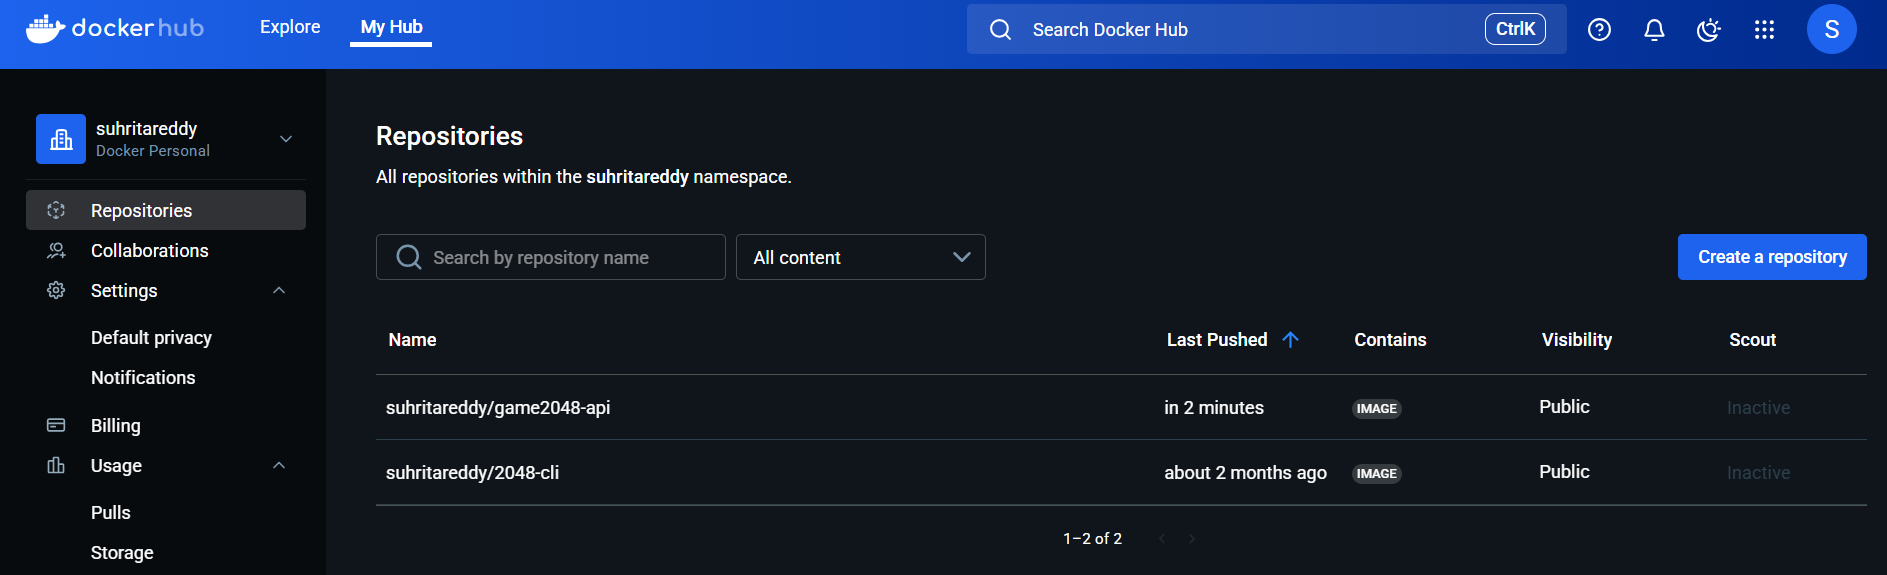 dockerhub Explore My Hub Search Docker Hub CtrlK S
suhritareddy
Docker Personal
Repositories
Collaborations
Settings
Default privacy
Notifications
Billing
Usage
Pulls
Storage
Repositories
All repositories within the suhritareddy namespace.
Search by repository name All content Create a repository
Name Last Pushed Contains Visibility Scout
suhritareddy/game2048-api in 2 minutes IMAGE Public Inactive
suhritareddy/2048-cli about 2 months ago IMAGE Public Inactive
1–2 of 2